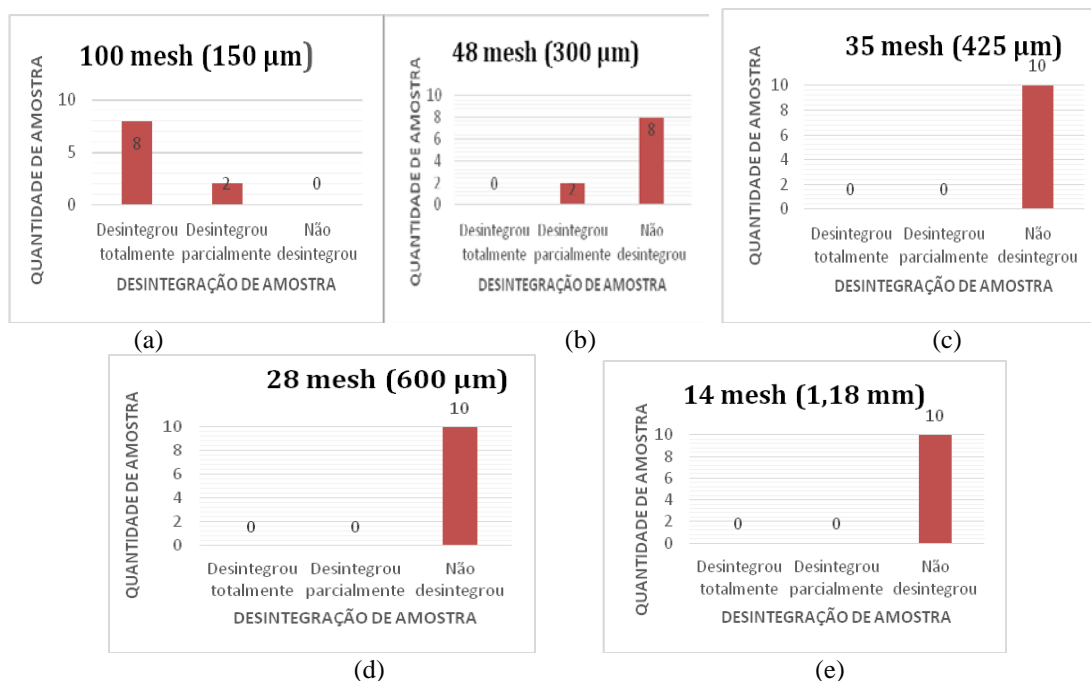 100 mesh (150 µm)
QUANTIDADE DE AMOSTRA
10
5
0
8
2
0
Desintegrou totalmente
Desintegrou parcialmente
Não desintegrou
DESINTEGRAÇÃO DE AMOSTRA
(a)
48 mesh (300 µm)
QUANTIDADE DE AMOSTRA
10
8
6
4
2
0
0
2
8
Desintegrou totalmente
Desintegrou parcialmente
Não desintegrou
DESINTEGRAÇÃO DE AMOSTRA
(b)
35 mesh (425 µm)
QUANTIDADE DE AMOSTRA
10
8
6
4
2
0
0
0
10
Desintegrou totalmente
Desintegrou parcialmente
Não desintegrou
DESINTEGRAÇÃO DE AMOSTRA
(c)
28 mesh (600 µm)
QUANTIDADE DE AMOSTRA
10
8
6
4
2
0
0
0
10
Desintegrou totalmente
Desintegrou parcialmente
Não desintegrou
DESINTEGRAÇÃO DE AMOSTRA
(d)
14 mesh (1,18 mm)
QUANTIDADE DE AMOSTRA
10
8
6
4
2
0
0
0
10
Desintegrou totalmente
Desintegrou parcialmente
Não desintegrou
DESINTEGRAÇÃO DE AMOSTRA
(e)